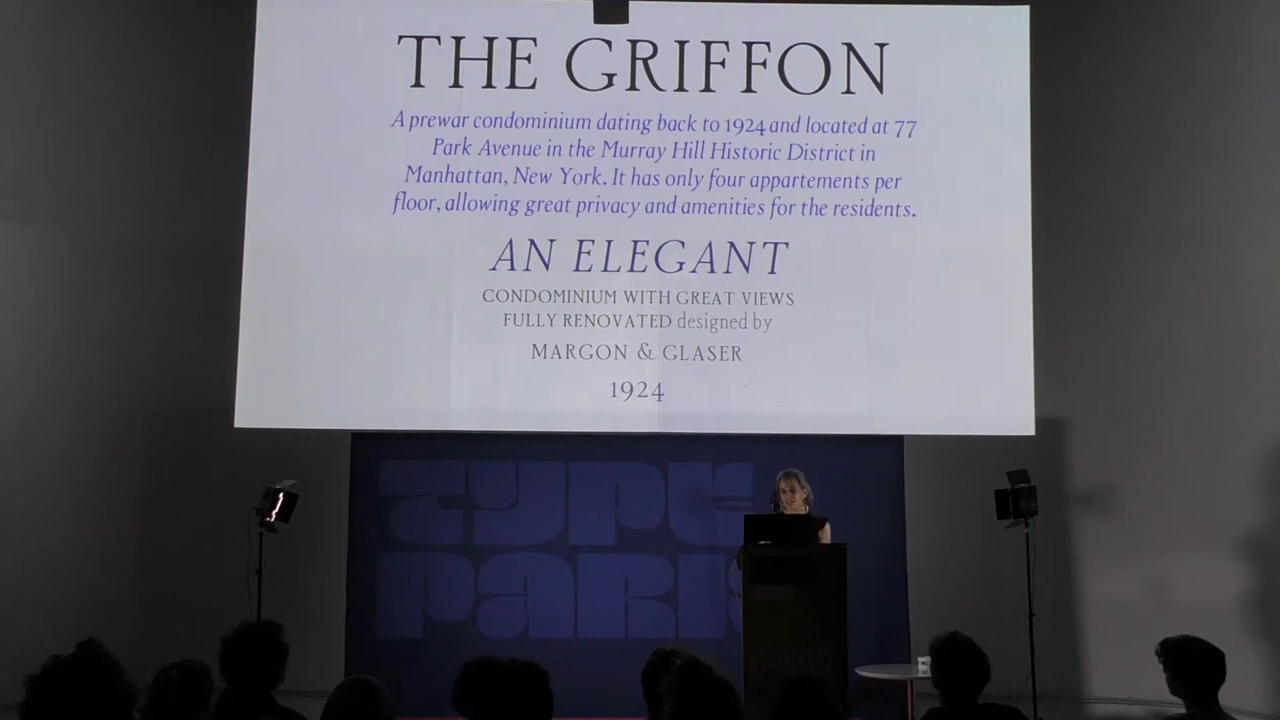 THE GRIFFON
A prewar condominium dating back to 1924 and located at 77
Park Avenue in the Murray Hill Historic District in
Manhattan, New York. It has only four appartements per
floor, allowing great privacy and amenities for the residents.
AN ELEGANT
CONDOMINIUM WITH GREAT VIEWS
FULLY RENOVATED designed by
MARGON & GLASER
1924
TYPE
PARIS